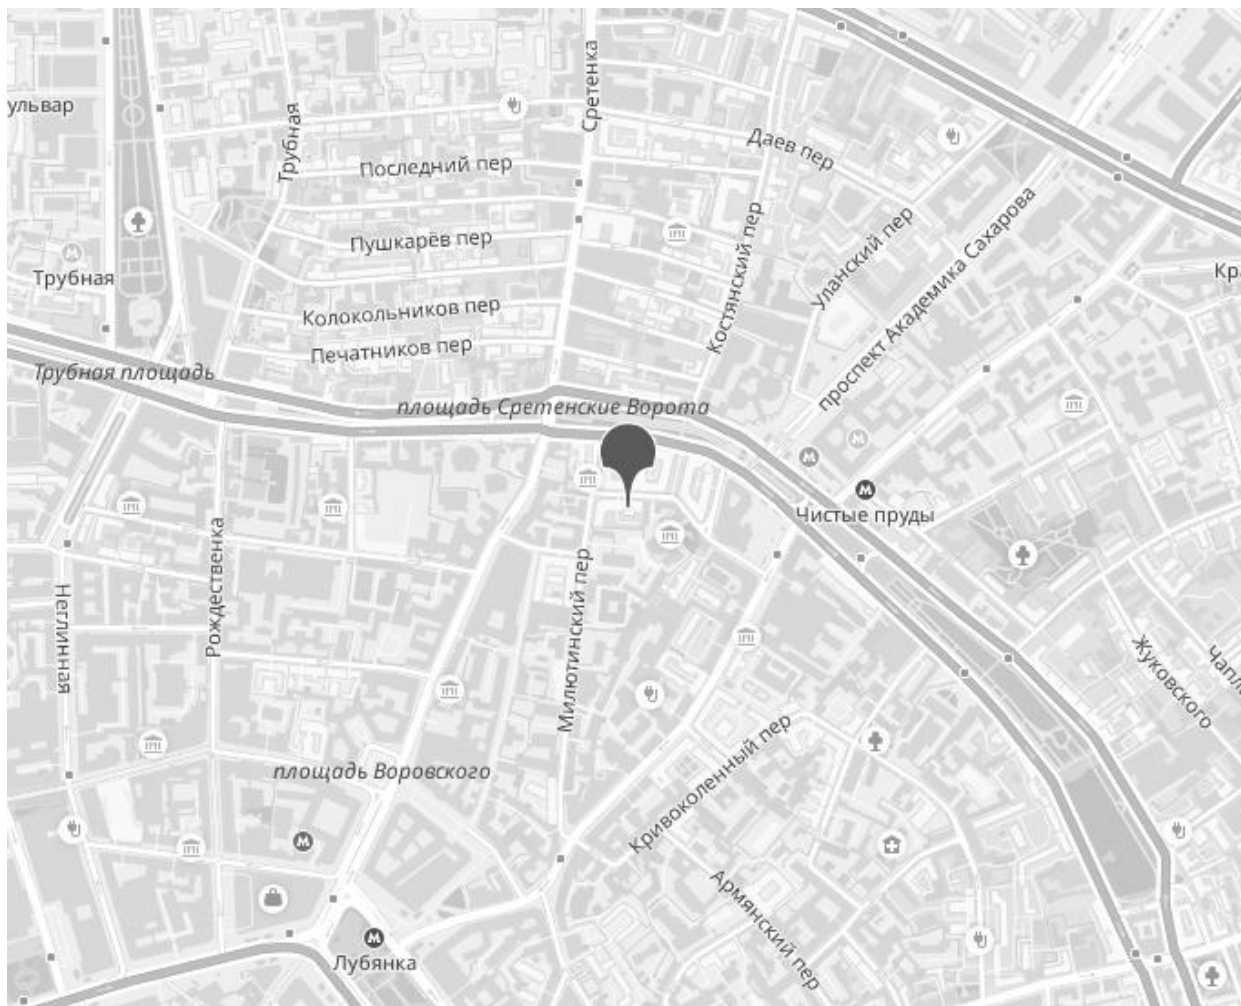 Сретенка
ульвар
Трубная
Даев пер
Последний пер
Костянский пер
Уланский пер
проспект Академика Сахарова
Пушкарёв пер
Трубная
Кра
Колокольников пер
Печатников пер
Трубная площадь
площадь Сретенские Ворота
М
М
М
М
Чистые пруды
Рождественка
Неглинная
Милютинский пер
Жуковского
Чапл
Кривоколенный пер
площадь Воровского
М
Армянский пер
М
Лубянка